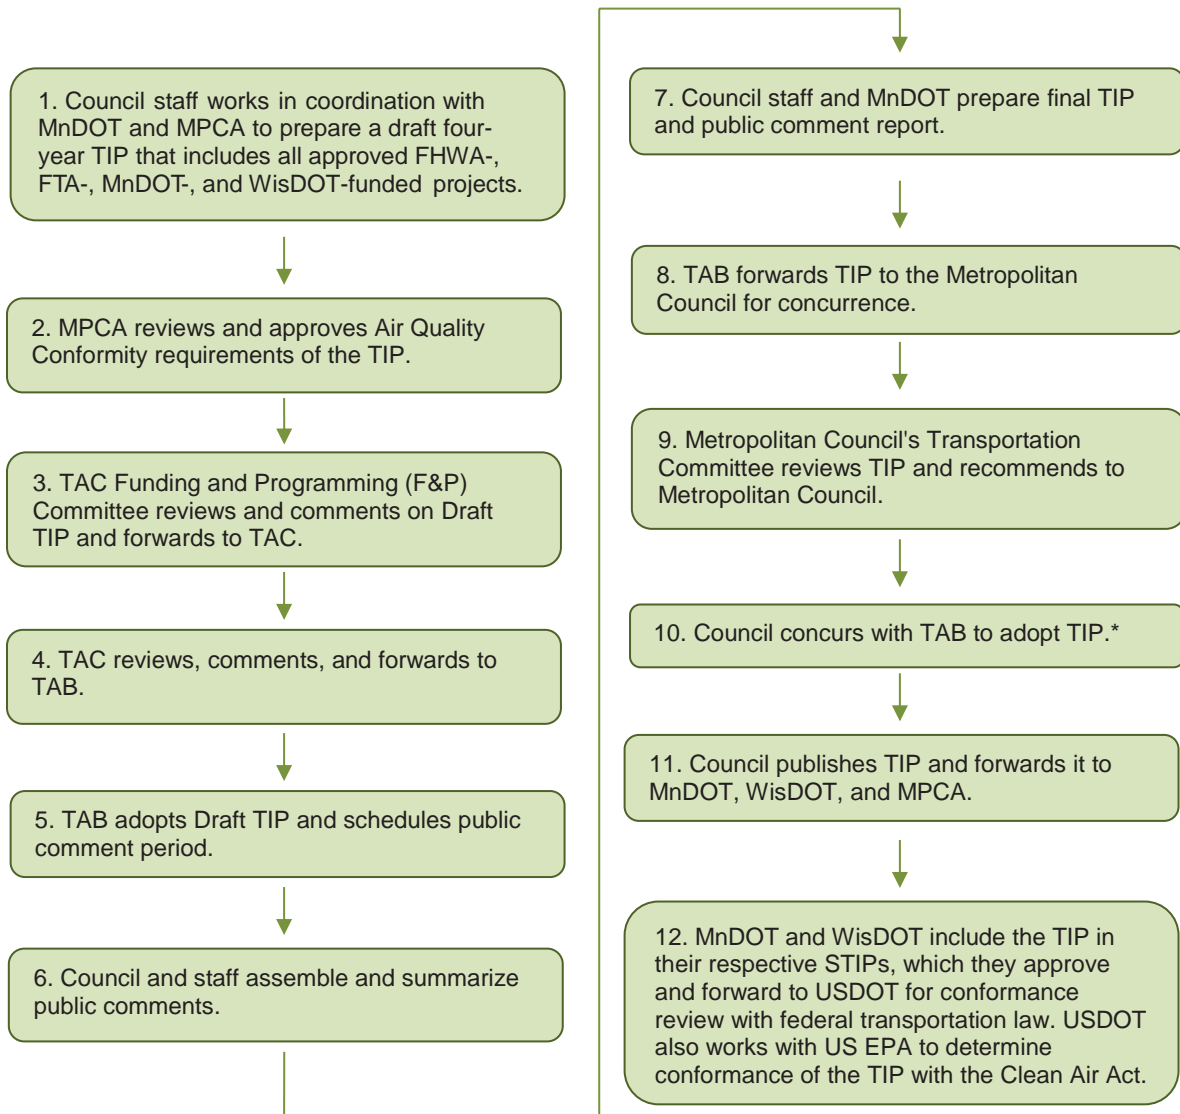 1. Council staff works in coordination with
MnDOT and MPCA to prepare a draft four-
year TIP that includes all approved FHWA-,
FTA-, MnDOT-, and WisDOT-funded projects.
2. MPCA reviews and approves Air Quality
Conformity requirements of the TIP.
3. TAC Funding and Programming (F&P)
Committee reviews and comments on Draft
TIP and forwards to TAC.
4. TAC reviews, comments, and forwards to
TAB.
5. TAB adopts Draft TIP and schedules public
comment period.
6. Council and staff assemble and summarize
public comments.
7. Council staff and MnDOT prepare final TIP
and public comment report.
8. TAB forwards TIP to the Metropolitan
Council for concurrence.
9. Metropolitan Council's Transportation
Committee reviews TIP and recommends to
Metropolitan Council.
10. Council concurs with TAB to adopt TIP.*
11. Council publishes TIP and forwards it to
MnDOT, WisDOT, and MPCA.
12. MnDOT and WisDOT include the TIP in
their respective STIPs, which they approve
and forward to USDOT for conformance
review with federal transportation law. USDOT
also works with US EPA to determine
conformance of the TIP with the Clean Air Act.